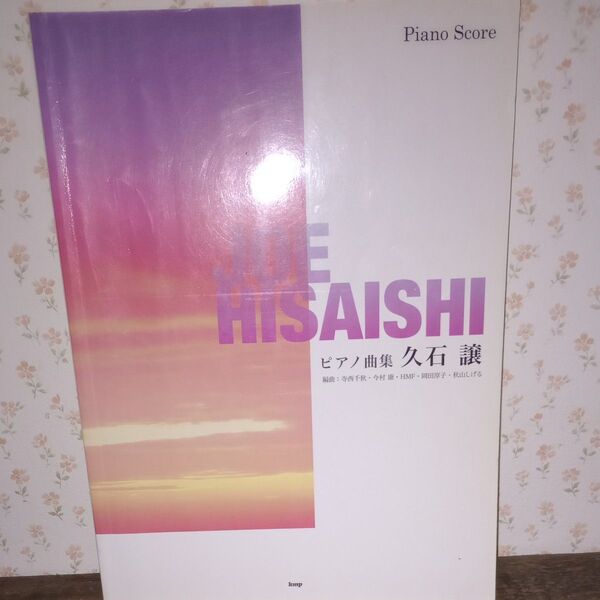 Piano Score
JOE
HISAISHI
ピアノ曲集 久石 譲
編曲：寺西千秋・今村 康・HMF・岡田淳子・秋山しげる
kmp